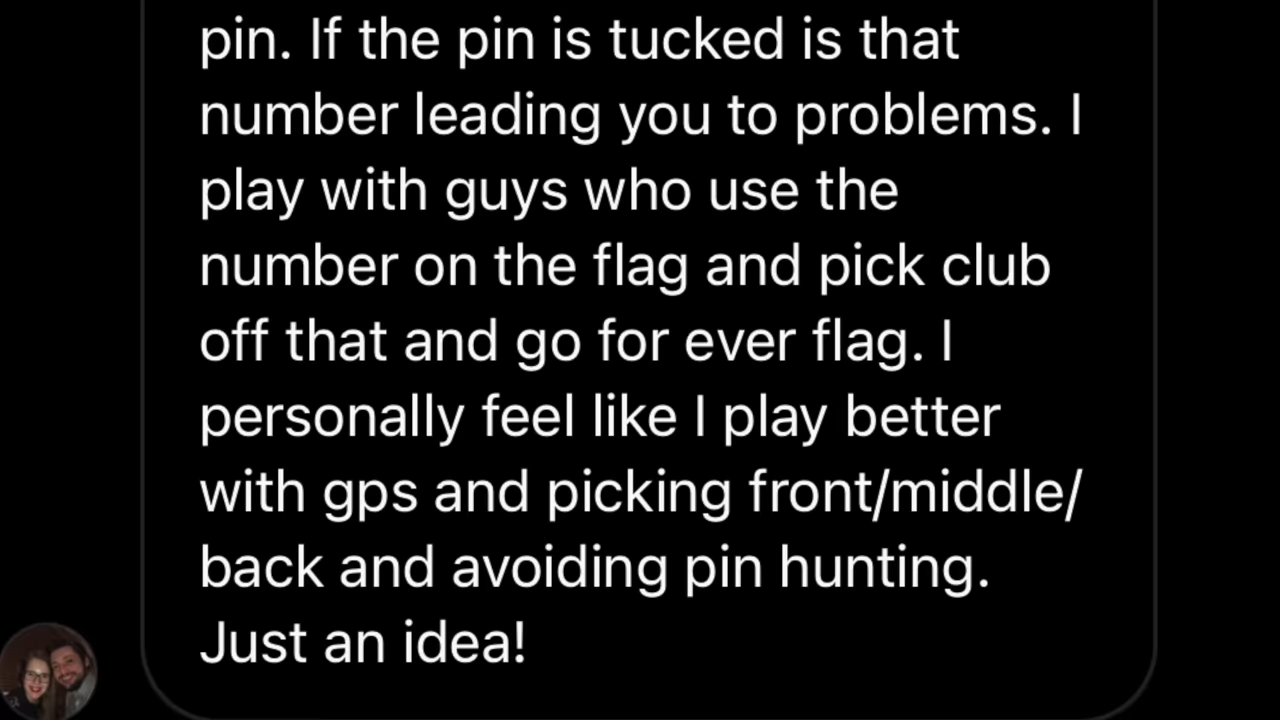 pin. If the pin is tucked is that
number leading you to problems. I
play with guys who use the
number on the flag and pick club
off that and go for ever flag. I
personally feel like I play better
with gps and picking front/middle/
back and avoiding pin hunting.
Just an idea!